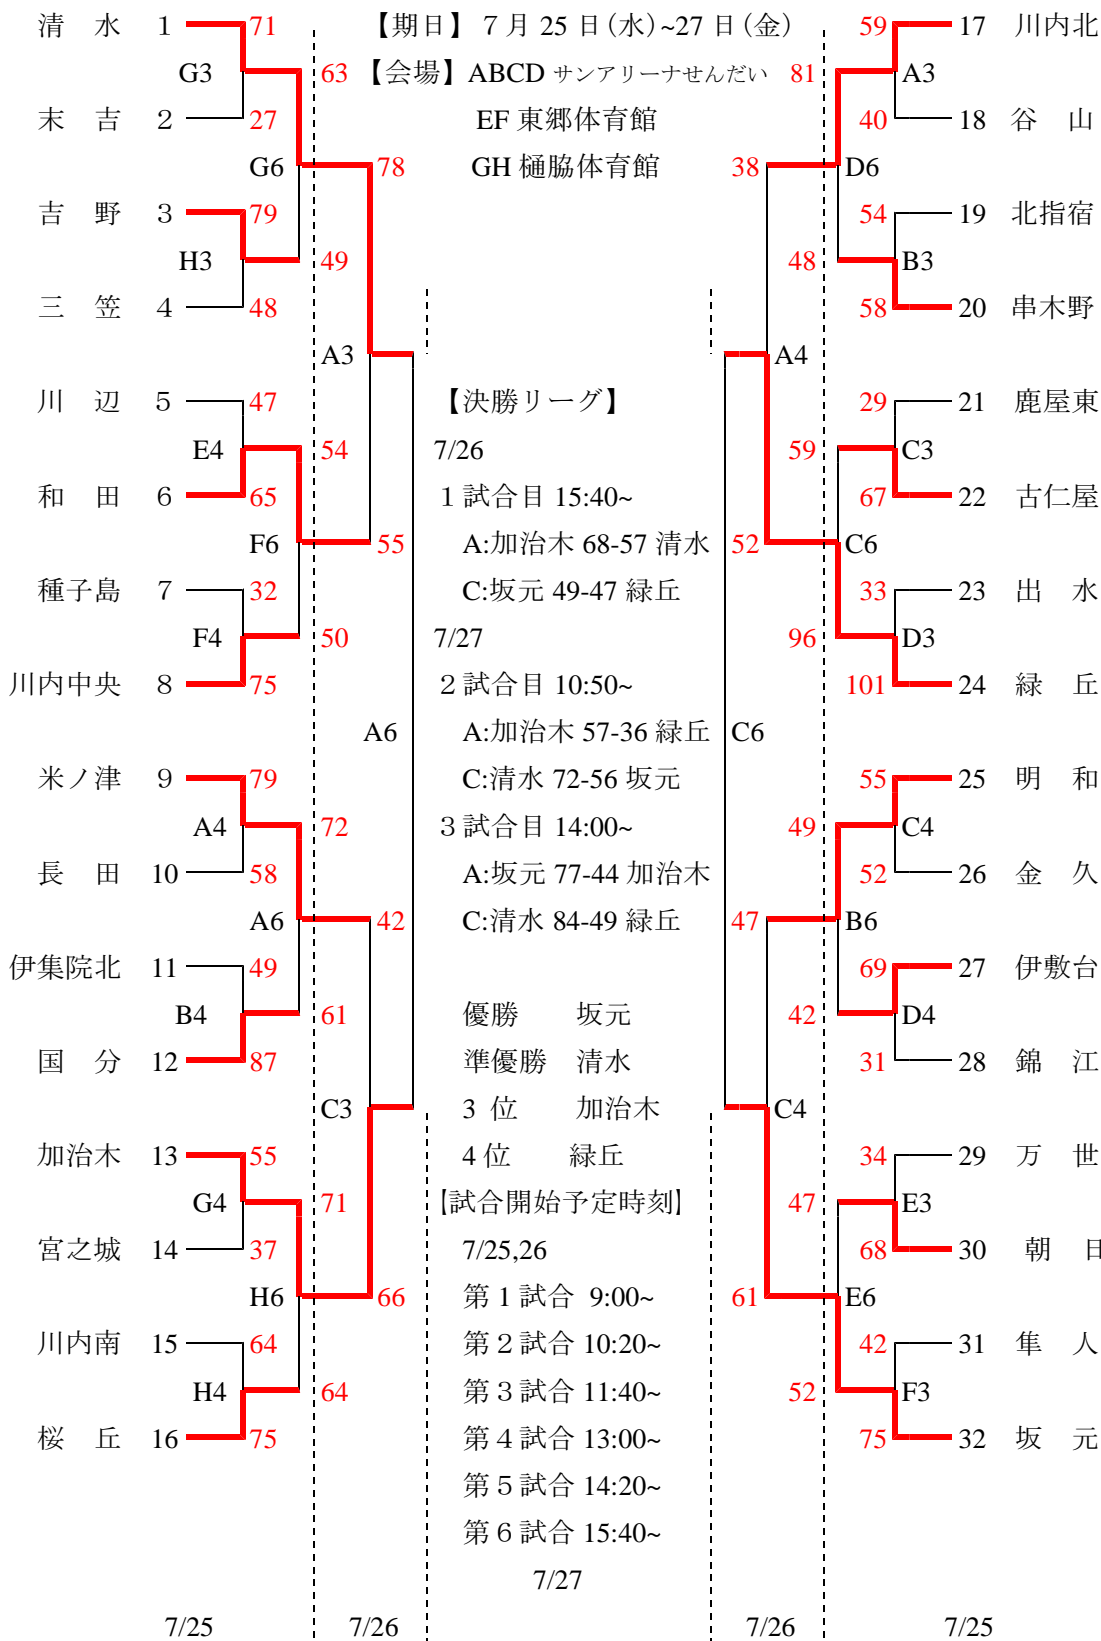 清 水 1 71 【期日】 7月 25 日(水)~27 日(金) 59 17 川内北
G3 63 【会場】ABCD サンアリーナせんだい 81 A3
末 吉 2 27 EF 東郷体育館 40 18 谷 山
G6 78 GH 樋脇体育館 38 D6
吉 野 3 79 54 19 北指宿
H3 49 48 B3
三 笠 4 48 58 20 串木野
A3 A4
川 辺 5 47 【決勝リーグ】 29 21 鹿屋東
E4 54 7/26 59 C3
和 田 6 65 1試合目 15:40~ 67 22 古仁屋
F6 55 A:加治木 68-57 清水 52 C6
種子島 7 32 C:坂元 49-47 緑丘 33 23 出 水
F4 50 7/27 96 D3
川内中央 8 75 2試合目 10:50~ 101 24 緑 丘
A6 A:加治木 57-36 緑丘 C6
米ノ津 9 79 C:清水 72-56 坂元 55 25 明 和
A4 72 3試合目 14:00~ 49 C4
長 田 10 58 A:坂元 77-44 加治木 52 26 金 久
A6 42 C:清水 84-49 緑丘 47 B6
伊集院北 11 49 69 27 伊敷台
B4 61 優勝 坂元 42 D4
国 分 12 87 準優勝 清水 31 28 錦 江
C3 3 位 加治木 C4
加治木 13 55 4位 緑丘 34 29 万 世
G4 71 【試合開始予定時刻】 47 E3
宮之城 14 37 7/25,26 68 30 朝 日
H6 66 第1試合 9:00~ 61 E6
川内南 15 64 第2試合 10:20~ 42 31 隼 人
H4 64 第3試合 11:40~ 52 F3
桜 丘 16 75 第4試合 13:00~ 75 32 坂 元
第5試合 14:20~
第6試合 15:40~
7/27
7/25 7/26 7/26 7/25